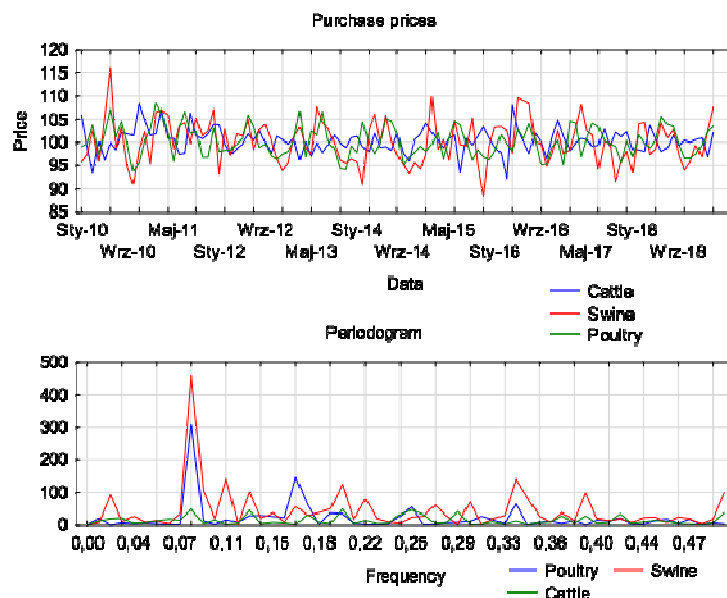 Purchase prices
120
115
110
105
100
95
90
85
Price
Sty-10 Maj-11 Wrz-12 Sty-14 Maj-15 Wrz-16 Sty-18
Wrz-10 Sty-12 Maj-13 Wrz-14 Sty-16 Maj-17 Wrz-18
Data
Cattle
Swine
Poultry
Periodogram
500
400
300
200
100
0
0,00 0,04 0,07 0,11 0,15 0,18 0,22 0,25 0,29 0,33 0,36 0,40 0,44 0,47
Frequency
Poultry Swine
Cattle